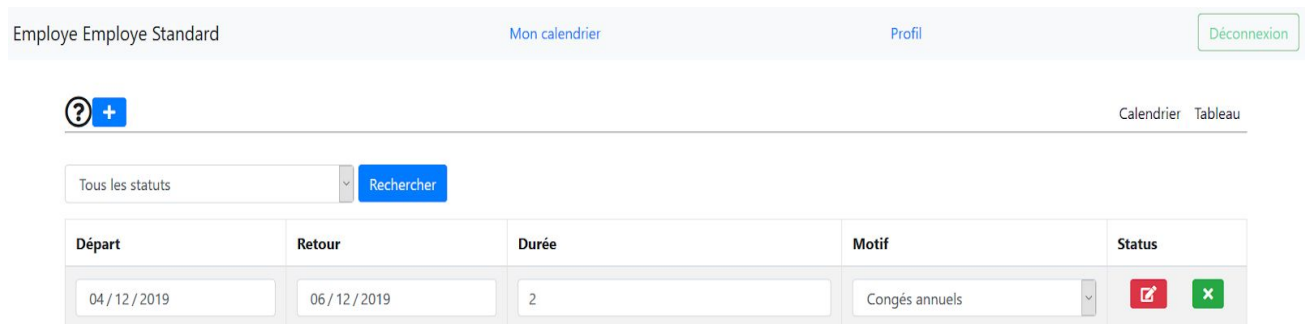 Employe Employe Standard Mon calendrier Profil Déconnexion
? + Calendrier Tableau
Tous les statuts Rechercher
Départ Retour Durée Motif Status
04 / 12 / 2019 06 / 12 / 2019 2 Congés annuels